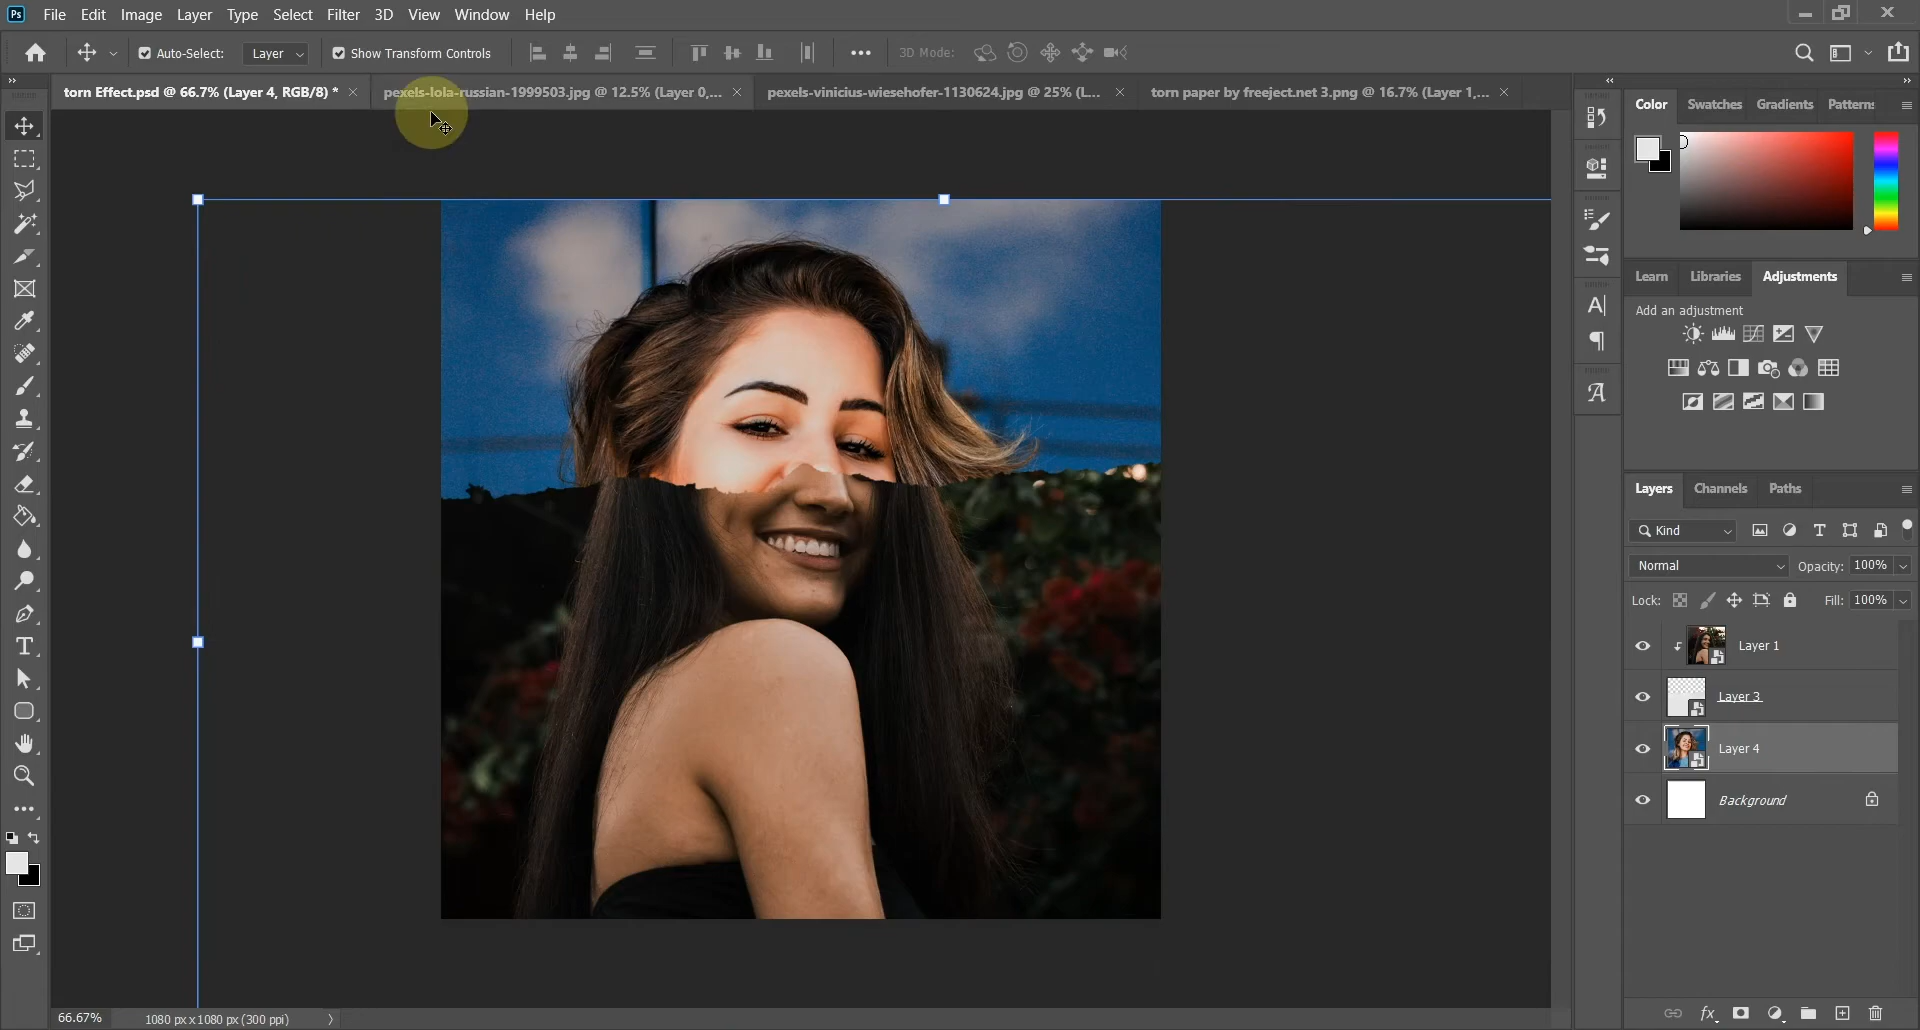 Ps File Edit Image Layer Type Select Filter 3D View Window Help
Auto-Select: Layer Show Transform Controls 3D Mode:
torn Effect.psd @ 66.7% (Layer 4, RGB/8) * pexels-lola-russian-1999503.jpg @ 12.5% (Layer 0,... pexels-vinicius-wiesehofer-1130624.jpg @ 25% (L... torn paper by freeject.net 3.png @ 16.7% (Layer 1,...
Color Swatches Gradients Patterns
Learn Libraries Adjustments
Add an adjustment
Layers Channels Paths
Kind
Normal Opacity: 100%
Lock: Fill: 100%
Layer 1
Layer 3
Layer 4
Background
66.67% 1080 px x 1080 px (300 ppi)